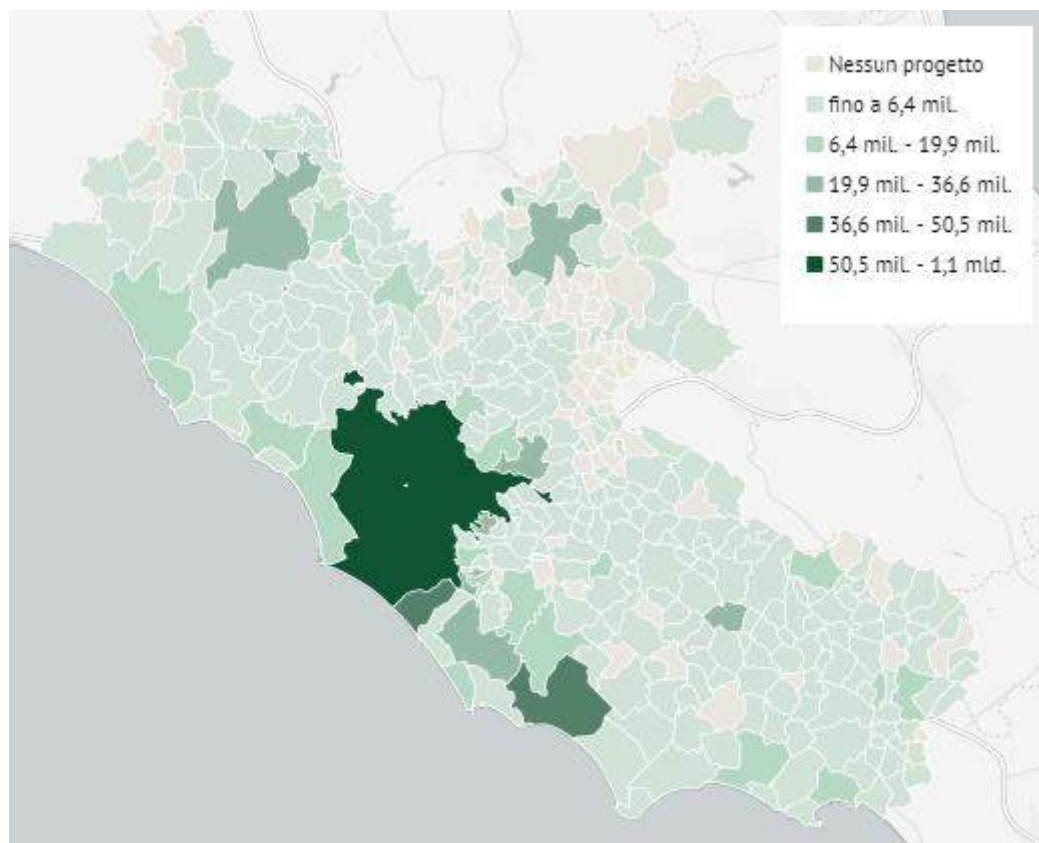 Nessun progetto
fino a 6,4 mil.
6,4 mil. - 19,9 mil.
19,9 mil. - 36,6 mil.
36,6 mil. - 50,5 mil.
50,5 mil. - 1,1 mld.